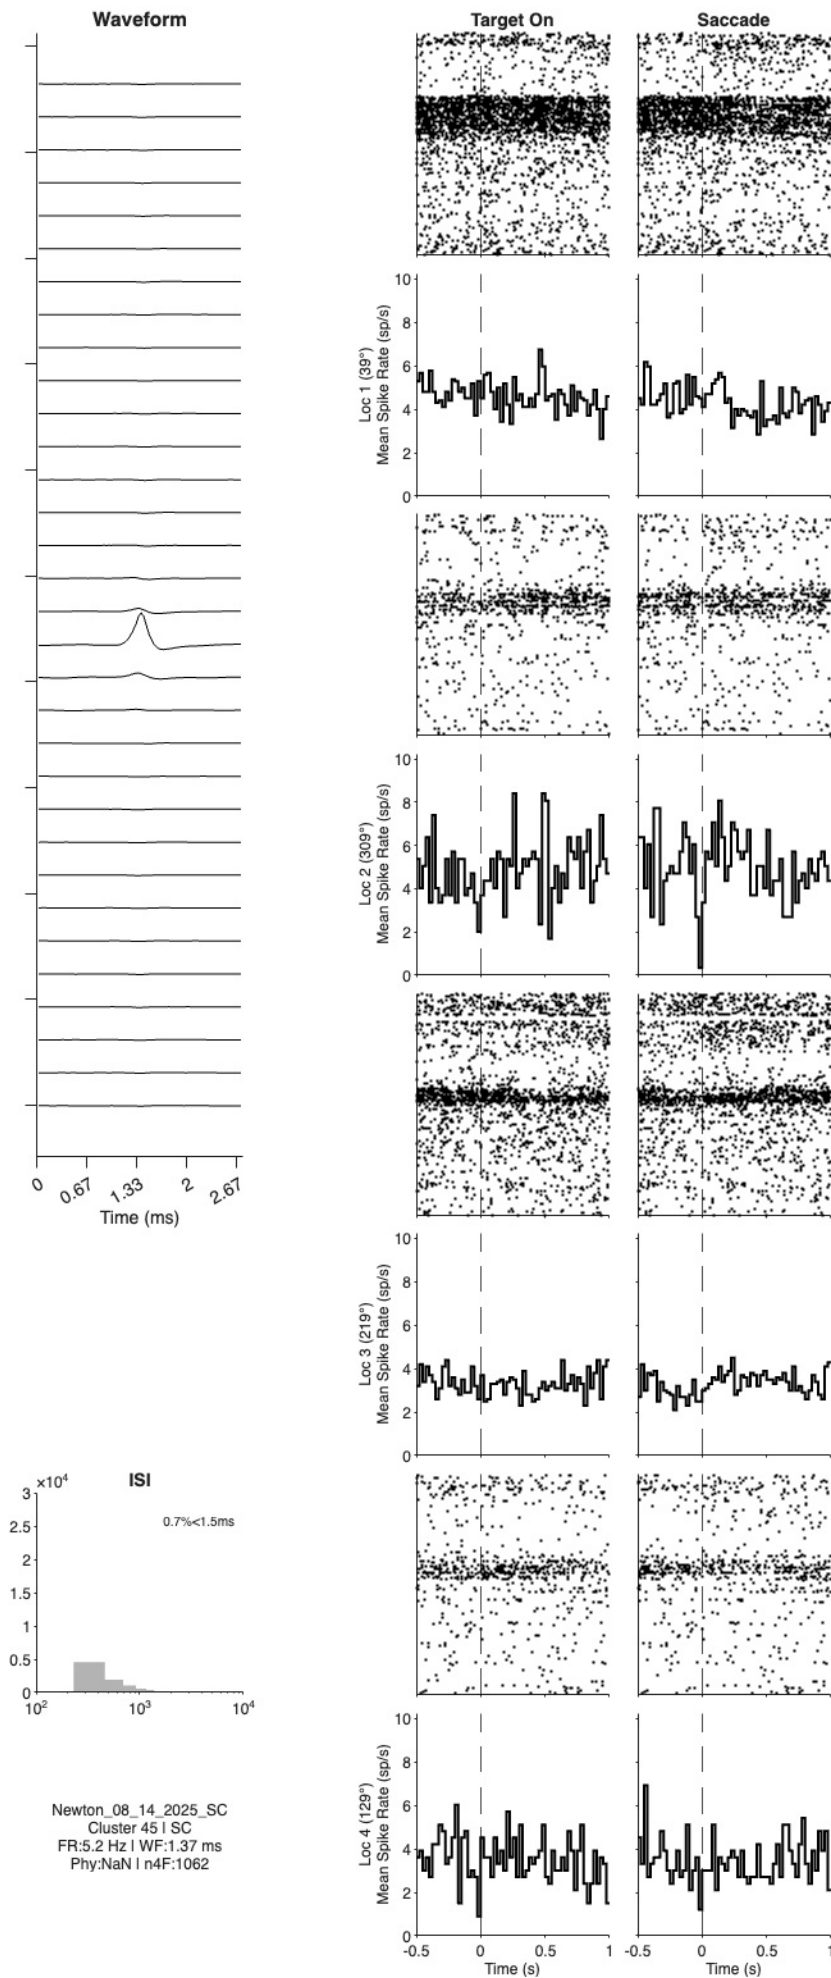 Waveform
0
0.67
1.33
2
2.67
Time (ms)
ISI
×10⁴
3
2.5
2
1.5
1
0.5
0
0.7%<1.5ms
10²
10³
10⁴
Newton_08_14_2025_SC
Cluster 45 | SC
FR:5.2 Hz | WF:1.37 ms
Phy:NaN | n4F:1062
Target On
Saccade
Loc 1 (39°)
Mean Spike Rate (sp/s)
10
8
6
4
2
0
Loc 2 (309°)
Mean Spike Rate (sp/s)
10
8
6
4
2
0
Loc 3 (219°)
Mean Spike Rate (sp/s)
10
8
6
4
2
0
Loc 4 (129°)
Mean Spike Rate (sp/s)
10
8
6
4
2
0
-0.5
0
0.5
1
Time (s)
-0.5
0
0.5
1
Time (s)